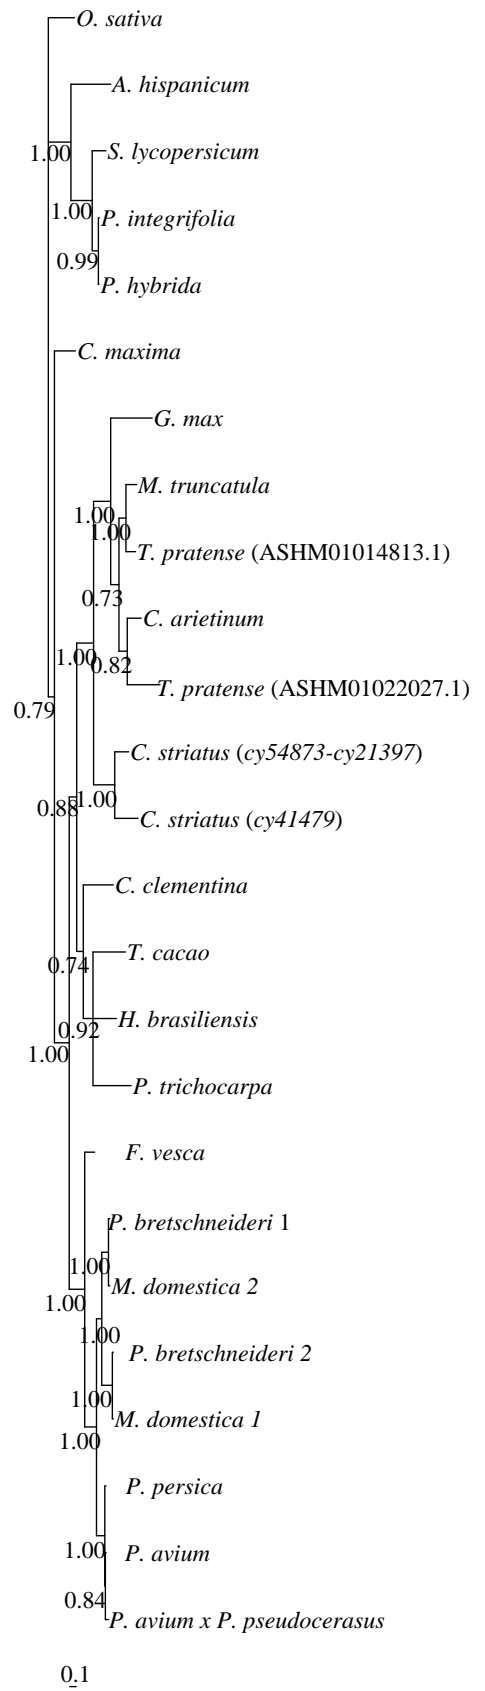 O. sativa
A. hispanicum
1.00
S. lycopersicum
1.00
P. integrifolia
0.99
P. hybrida
C. maxima
G. max
M. truncatula
1.00
1.00
T. pratense (ASHM01014813.1)
0.73
C. arietinum
1.00
0.82
T. pratense (ASHM01022027.1)
0.79
C. striatus (cy54873-cy21397)
1.00
0.88
C. striatus (cy41479)
C. clementina
T. cacao
0.74
H. brasiliensis
0.92
1.00
P. trichocarpa
F. vesca
P. bretschneideri 1
1.00
M. domestica 2
1.00
1.00
P. bretschneideri 2
1.00
M. domestica 1
1.00
P. persica
1.00
P. avium
0.84
P. avium x P. pseudocerasus
0.1